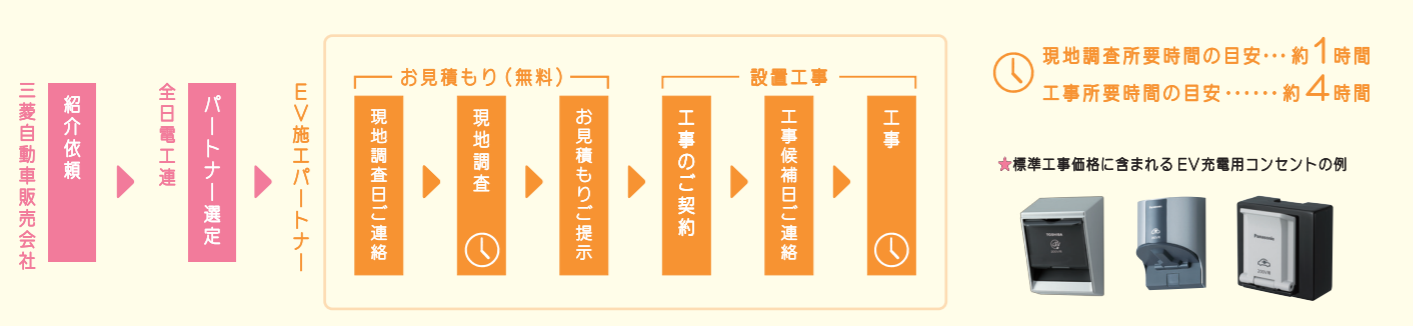 三菱自動車販売会社
紹介依頼
全日電工連
パートナー選定
EV施工パートナー
お見積もり（無料）
現地調査日ご連絡
現地調査
お見積もりご提示
設置工事
工事のご契約
工事候補日ご連絡
工事
現地調査所要時間の目安…約1時間
工事所要時間の目安……約4時間
★標準工事価格に含まれるEV充電用コンセントの例
TOSHIBA
Panasonic
Panasonic